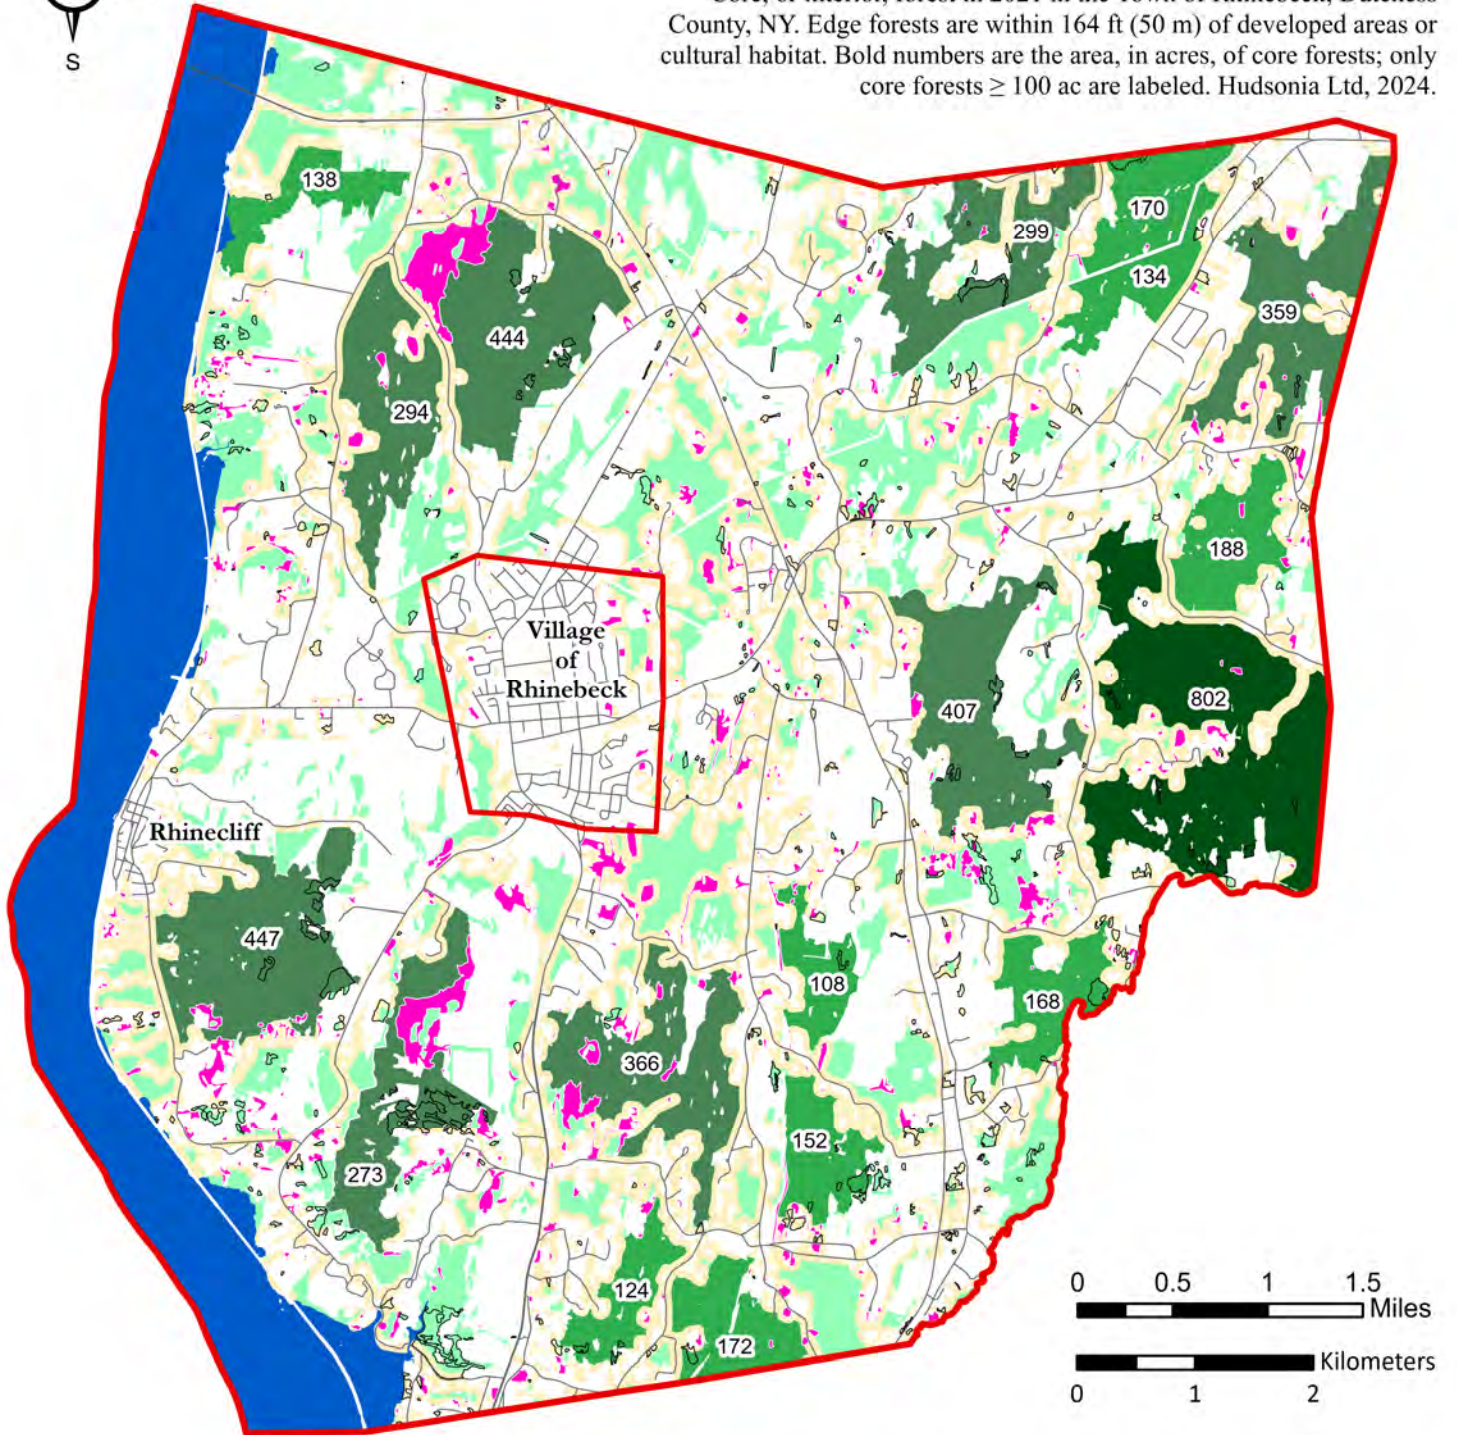 S
County, NY. Edge forests are within 164 ft (50 m) of developed areas or
cultural habitat. Bold numbers are the area, in acres, of core forests; only
core forests ≥ 100 ac are labeled. Hudsonia Ltd, 2024.
138
170
299
134
359
444
294
188
Village
of
Rhinebeck
802
407
Rhinecliff
447
108
168
366
152
273
124
172
0 0.5 1 1.5
Miles
Kilometers
0 1 2